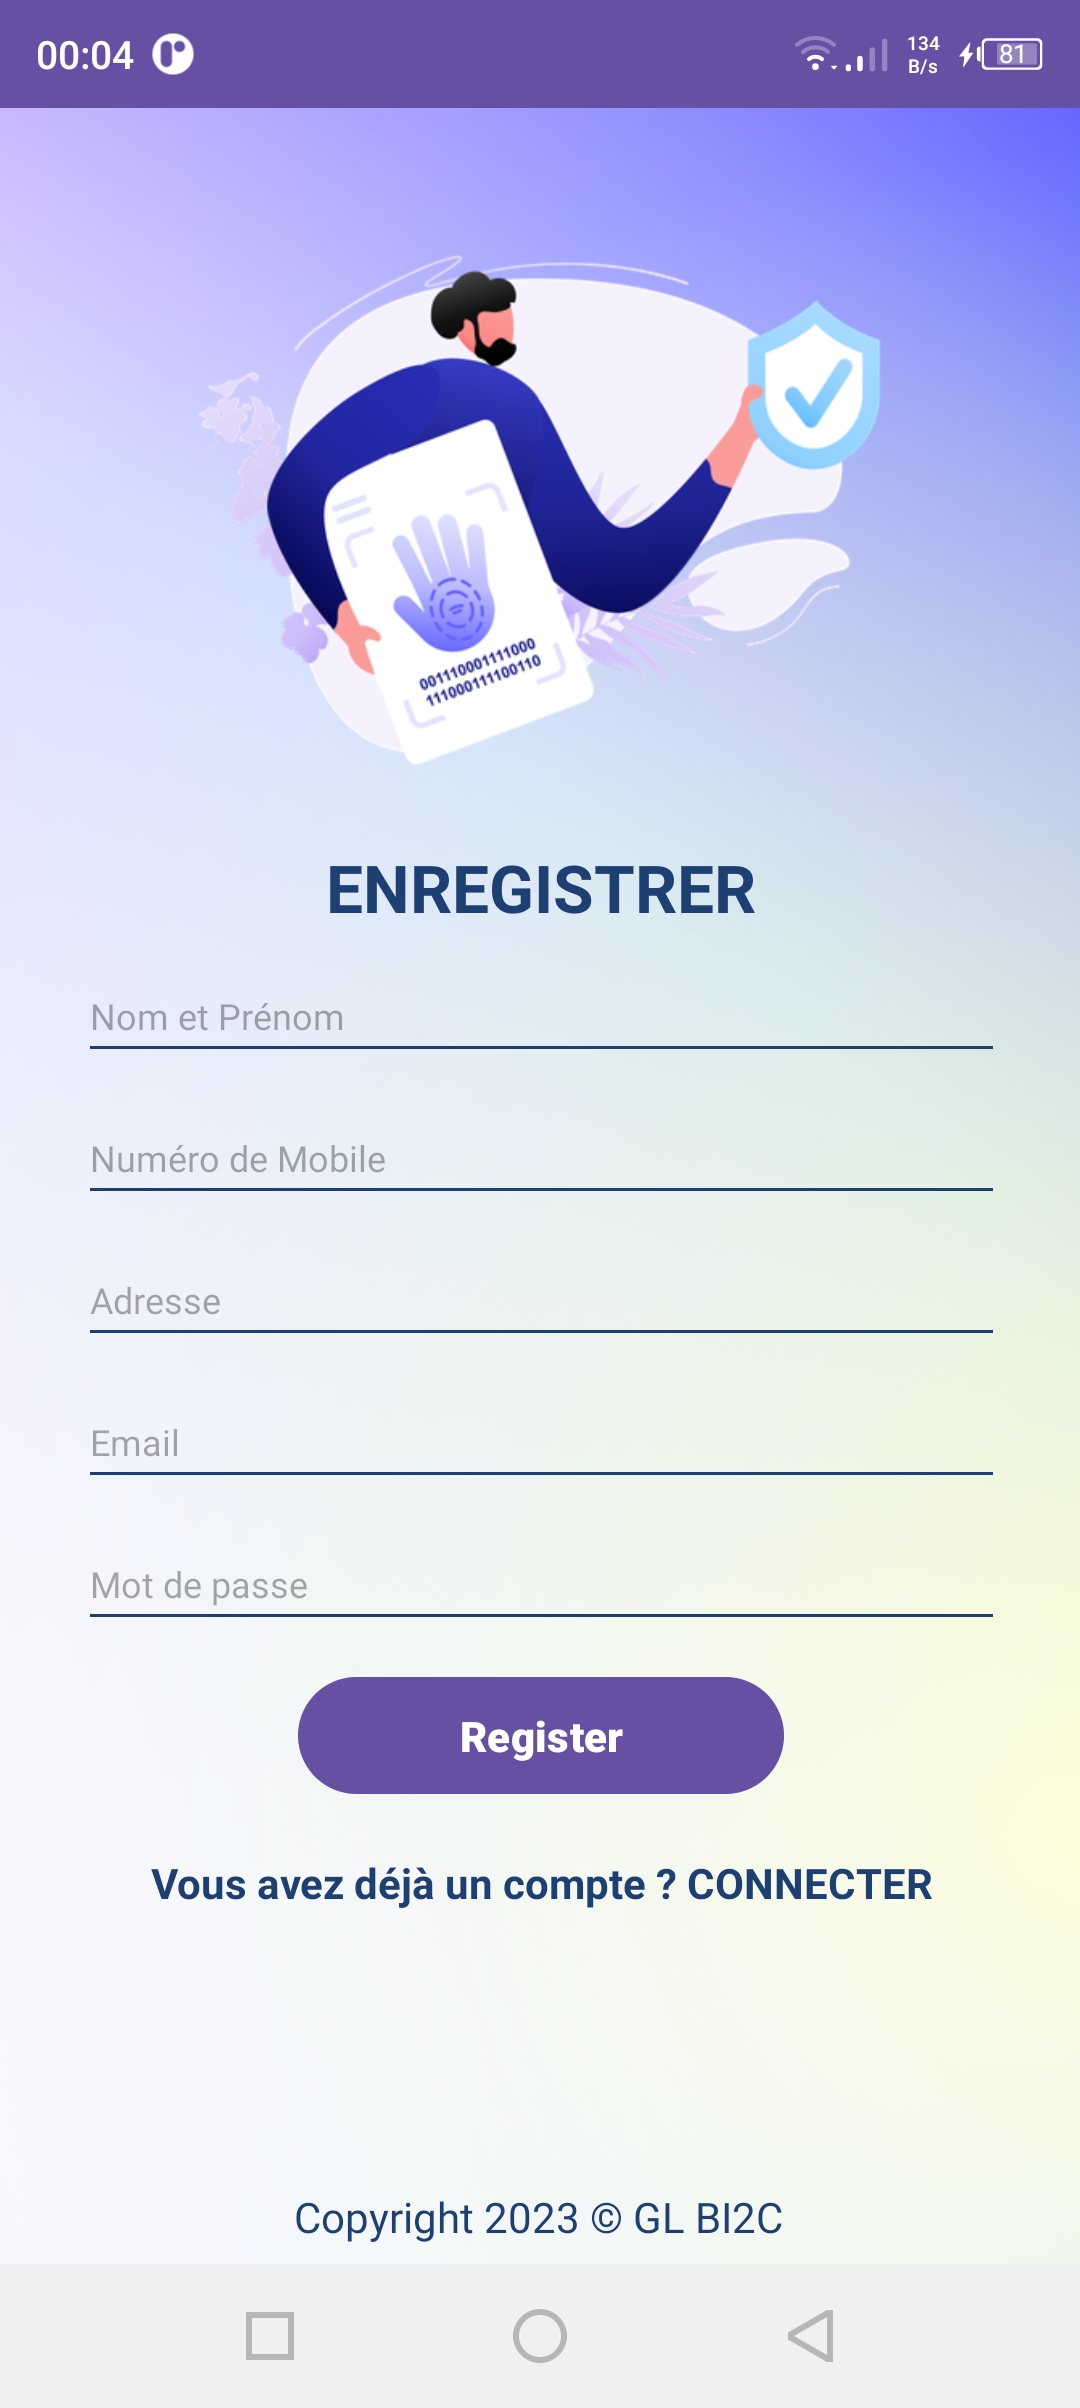 00:04
134
B/s
81
001110001111000
111000111100110
ENREGISTRER
Nom et Prénom
Numéro de Mobile
Adresse
Email
Mot de passe
Register
Vous avez déjà un compte ? CONNECTER
Copyright 2023 © GL BI2C